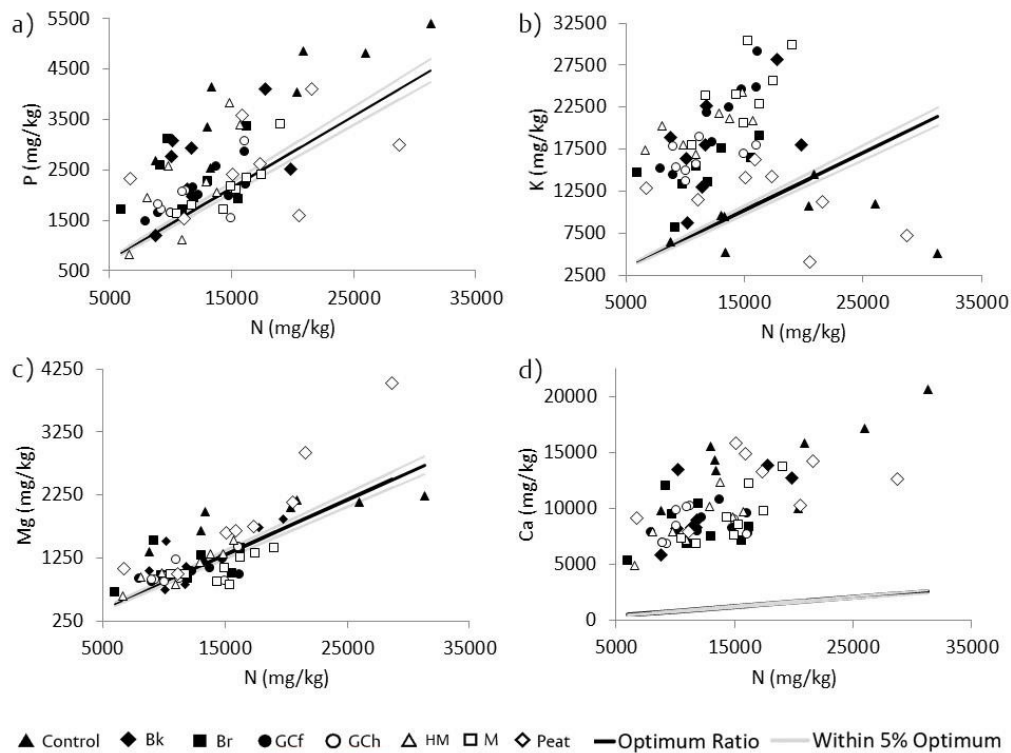 a)
5500
4500
3500
2500
1500
500
P (mg/kg)
5000 15000 25000 35000
N (mg/kg)
b)
32500
27500
22500
17500
12500
7500
2500
K (mg/kg)
5000 15000 25000 35000
N (mg/kg)
c)
4250
3250
2250
1250
250
Mg (mg/kg)
5000 15000 25000 35000
N (mg/kg)
d)
20000
15000
10000
5000
0
Ca (mg/kg)
5000 15000 25000 35000
N (mg/kg)
Control Bk Br GCf GCh HM M Peat Optimum Ratio Within 5% Optimum